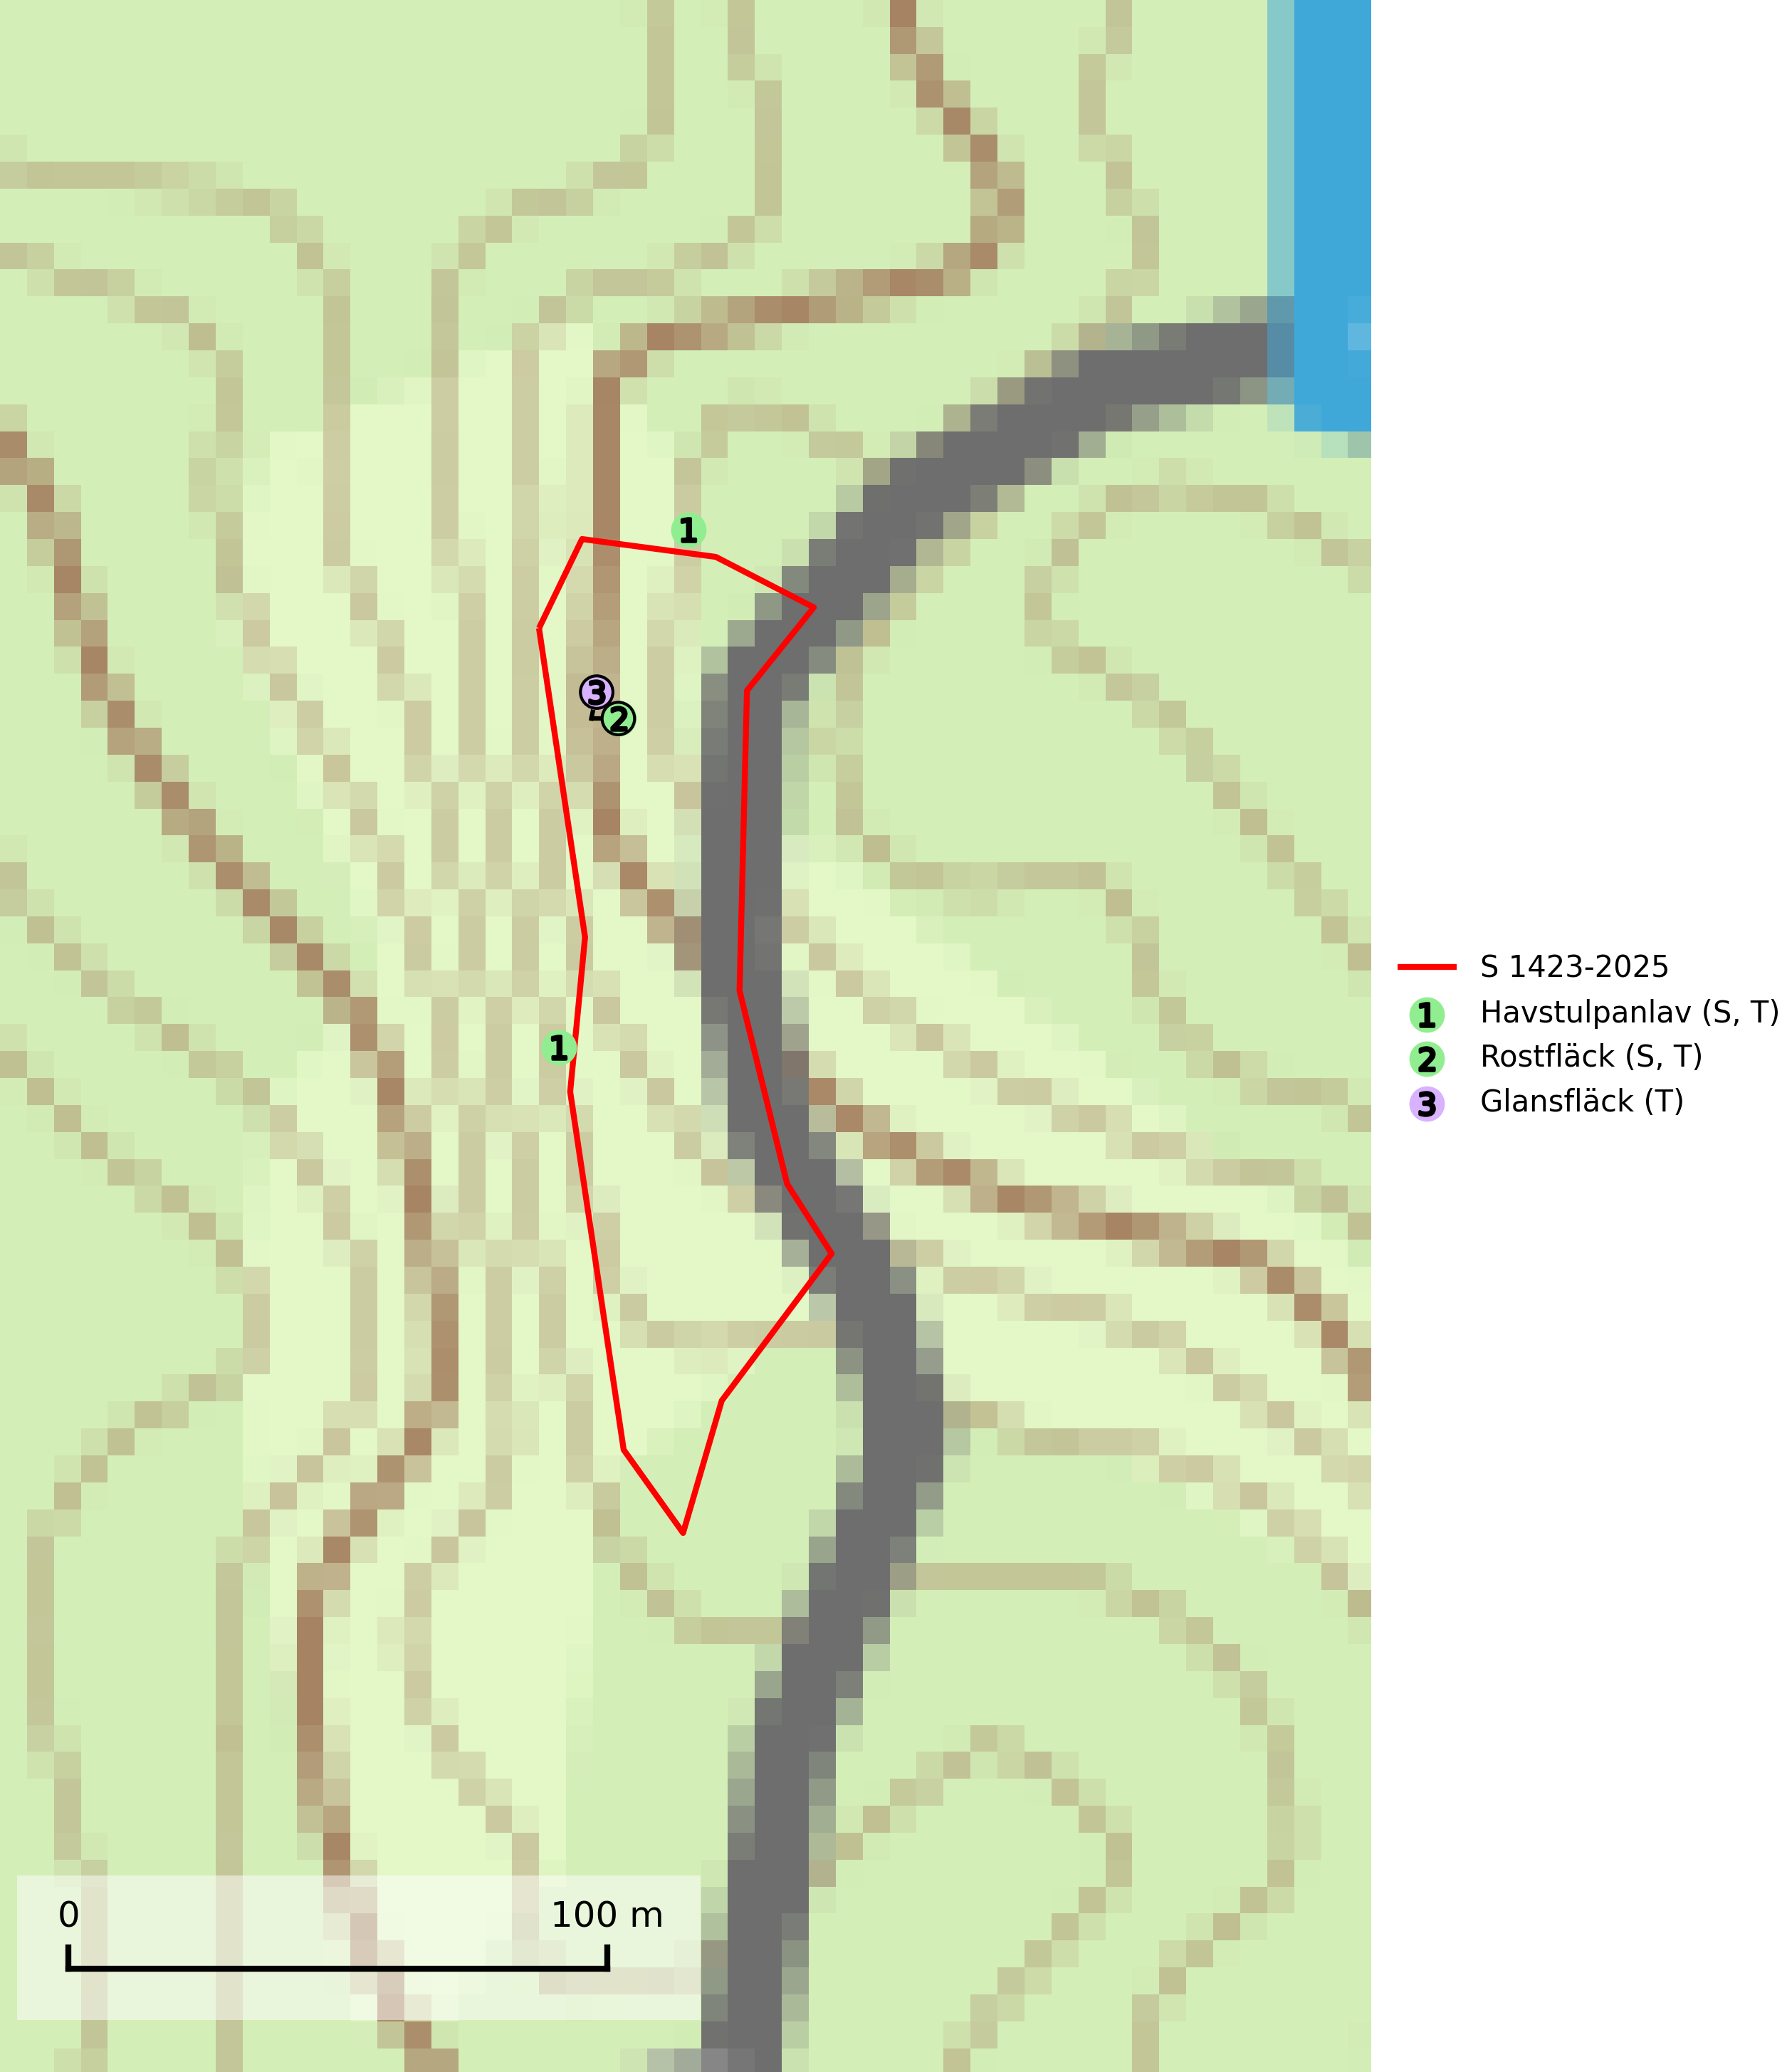 1
3
2
1
S 1423-2025
1 Havstulpanlav (S, T)
2 Rostfläck (S, T)
3 Glansfläck (T)
0 100 m